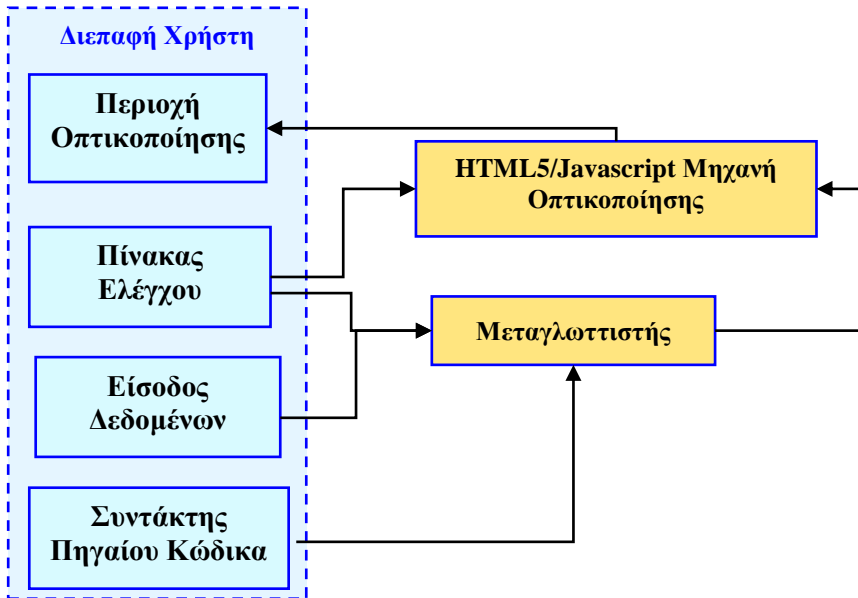 Διεπαφή Χρήστη
Περιοχή
Οπτικοποίησης
HTML5/Javascript Μηχανή
Οπτικοποίησης
Πίνακας
Ελέγχου
Μεταγλωττιστής
Είσοδος
Δεδομένων
Συντάκτης
Πηγαίου Κώδικα